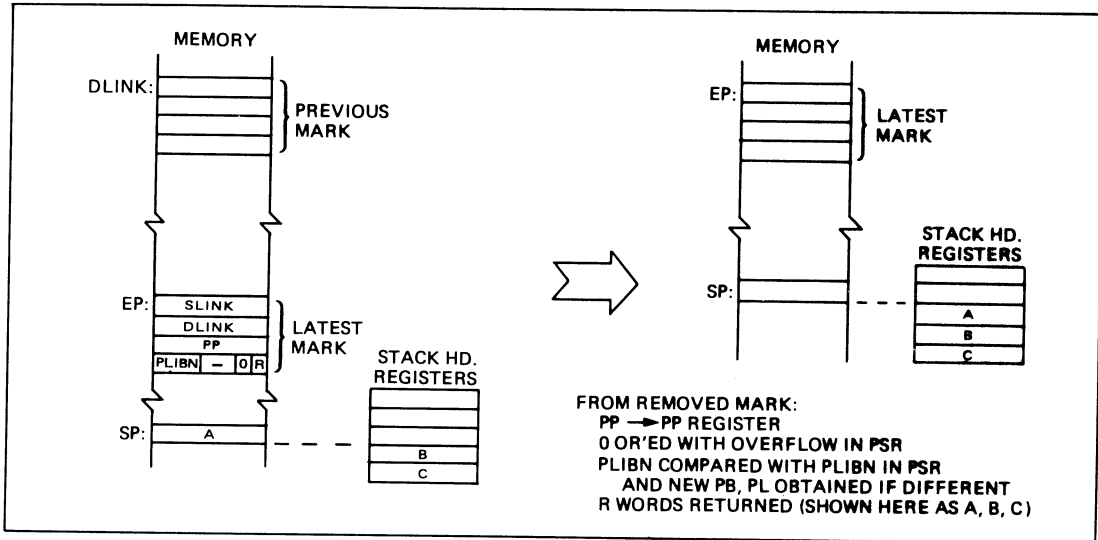 MEMORY
DLINK:
PREVIOUS
MARK
EP:
SLINK
DLINK
PP
PLIBN – O R
LATEST
MARK
STACK HD.
REGISTERS
SP:
A
B
C
MEMORY
EP:
LATEST
MARK
STACK HD.
REGISTERS
SP:
A
B
C
FROM REMOVED MARK:
PP → PP REGISTER
O OR'ED WITH OVERFLOW IN PSR
PLIBN COMPARED WITH PLIBN IN PSR
AND NEW PB, PL OBTAINED IF DIFFERENT
R WORDS RETURNED (SHOWN HERE AS A, B, C)